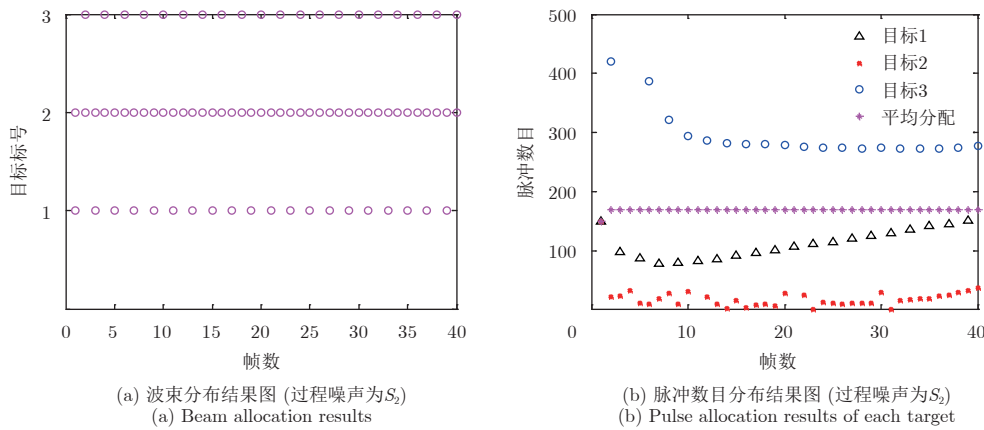 3
2
1
0
5
10
15
20
25
30
35
40
目标标号
帧数
(a) 波束分布结果图 (过程噪声为S₂)
(a) Beam allocation results
500
400
300
200
100
0
10
20
30
40
脉冲数目
帧数
目标1
目标2
目标3
平均分配
(b) 脉冲数目分布结果图 (过程噪声为S₂)
(b) Pulse allocation results of each target